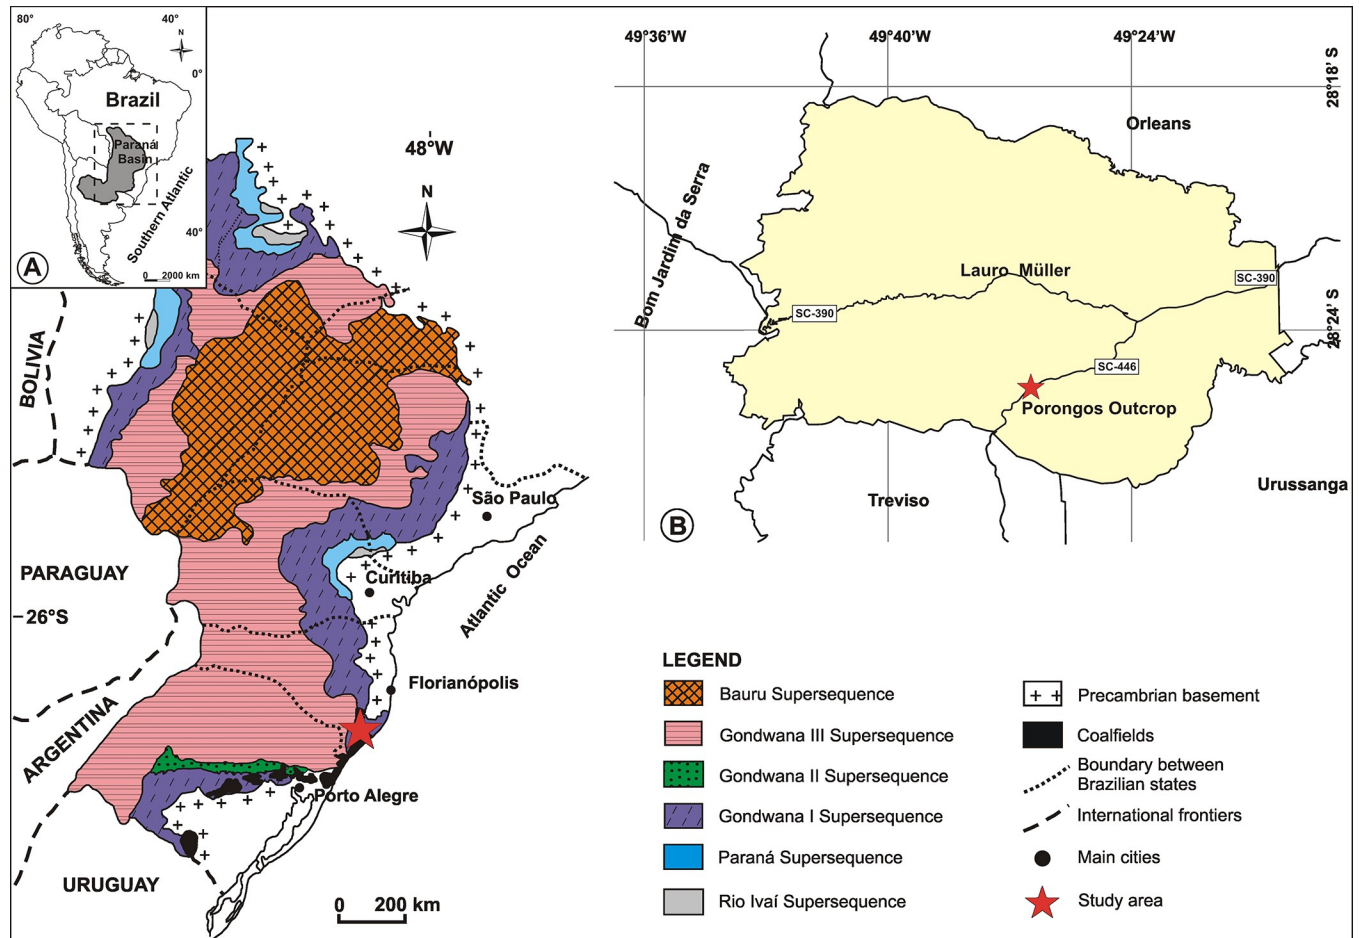 80°
40°
N
0°
Brazil
Paraná
Basin
Southern Atlantic
40°
A
0 2000 km
48°W
N
BOLIVIA
São Paulo
PARAGUAY
Curitiba
Atlantic Ocean
26°S
Florianópolis
ARGENTINA
Porto Alegre
URUGUAY
0 200 km
49°36'W
49°40'W
49°24'W
28°18' S
Orleans
Bom Jardim da Serra
Lauro Müller
SC-390
SC-390
28°24' S
SC-446
Porongos Outcrop
Treviso
Urussanga
B
LEGEND
Bauru Supersequence
Gondwana III Supersequence
Gondwana II Supersequence
Gondwana I Supersequence
Paraná Supersequence
Rio Ivaí Supersequence
Precambrian basement
Coalfields
Boundary between
Brazilian states
International frontiers
Main cities
Study area